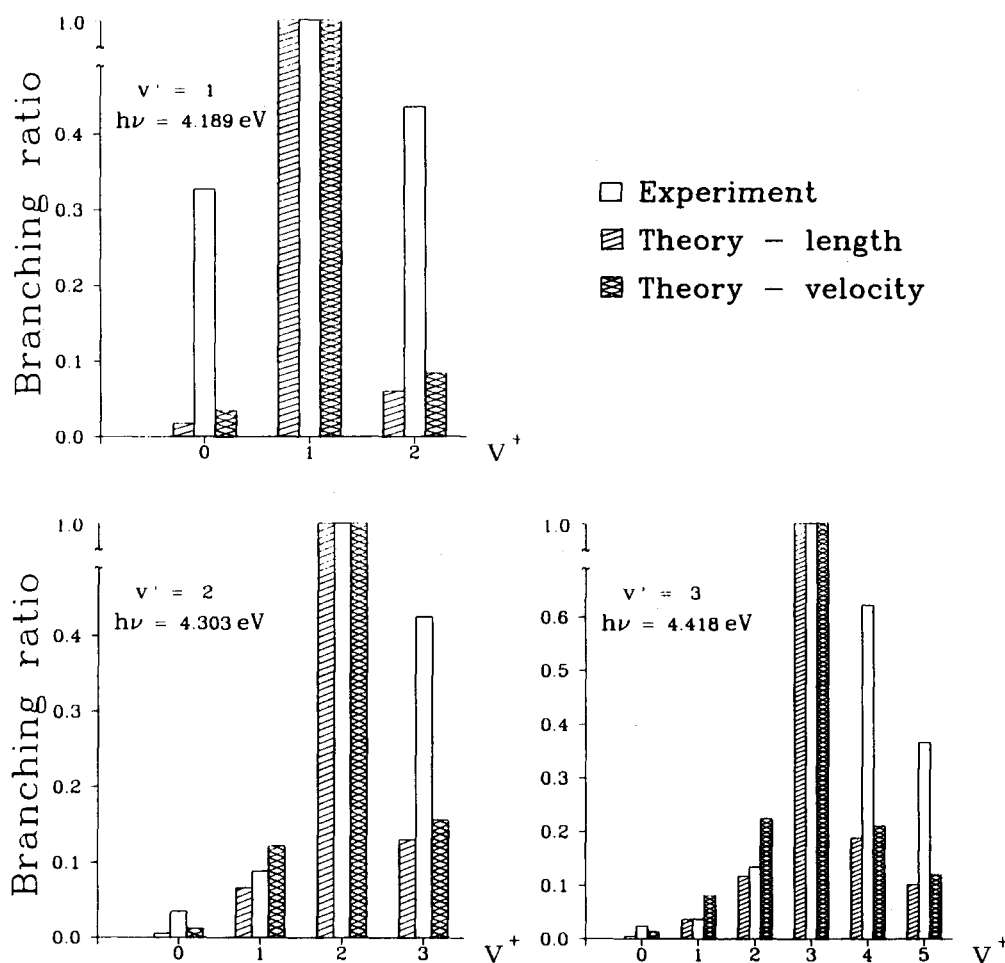 Branching ratio
1.0
0.4
0.3
0.2
0.1
0.0
v' = 1
hν = 4.189 eV
0 1 2 V⁺
Experiment
Theory – length
Theory – velocity
Branching ratio
1.0
0.4
0.3
0.2
0.1
0.0
v' = 2
hν = 4.303 eV
0 1 2 3 V⁺
1.0
0.6
0.5
0.4
0.3
0.2
0.1
0.0
v' = 3
hν = 4.418 eV
0 1 2 3 4 5 V⁺